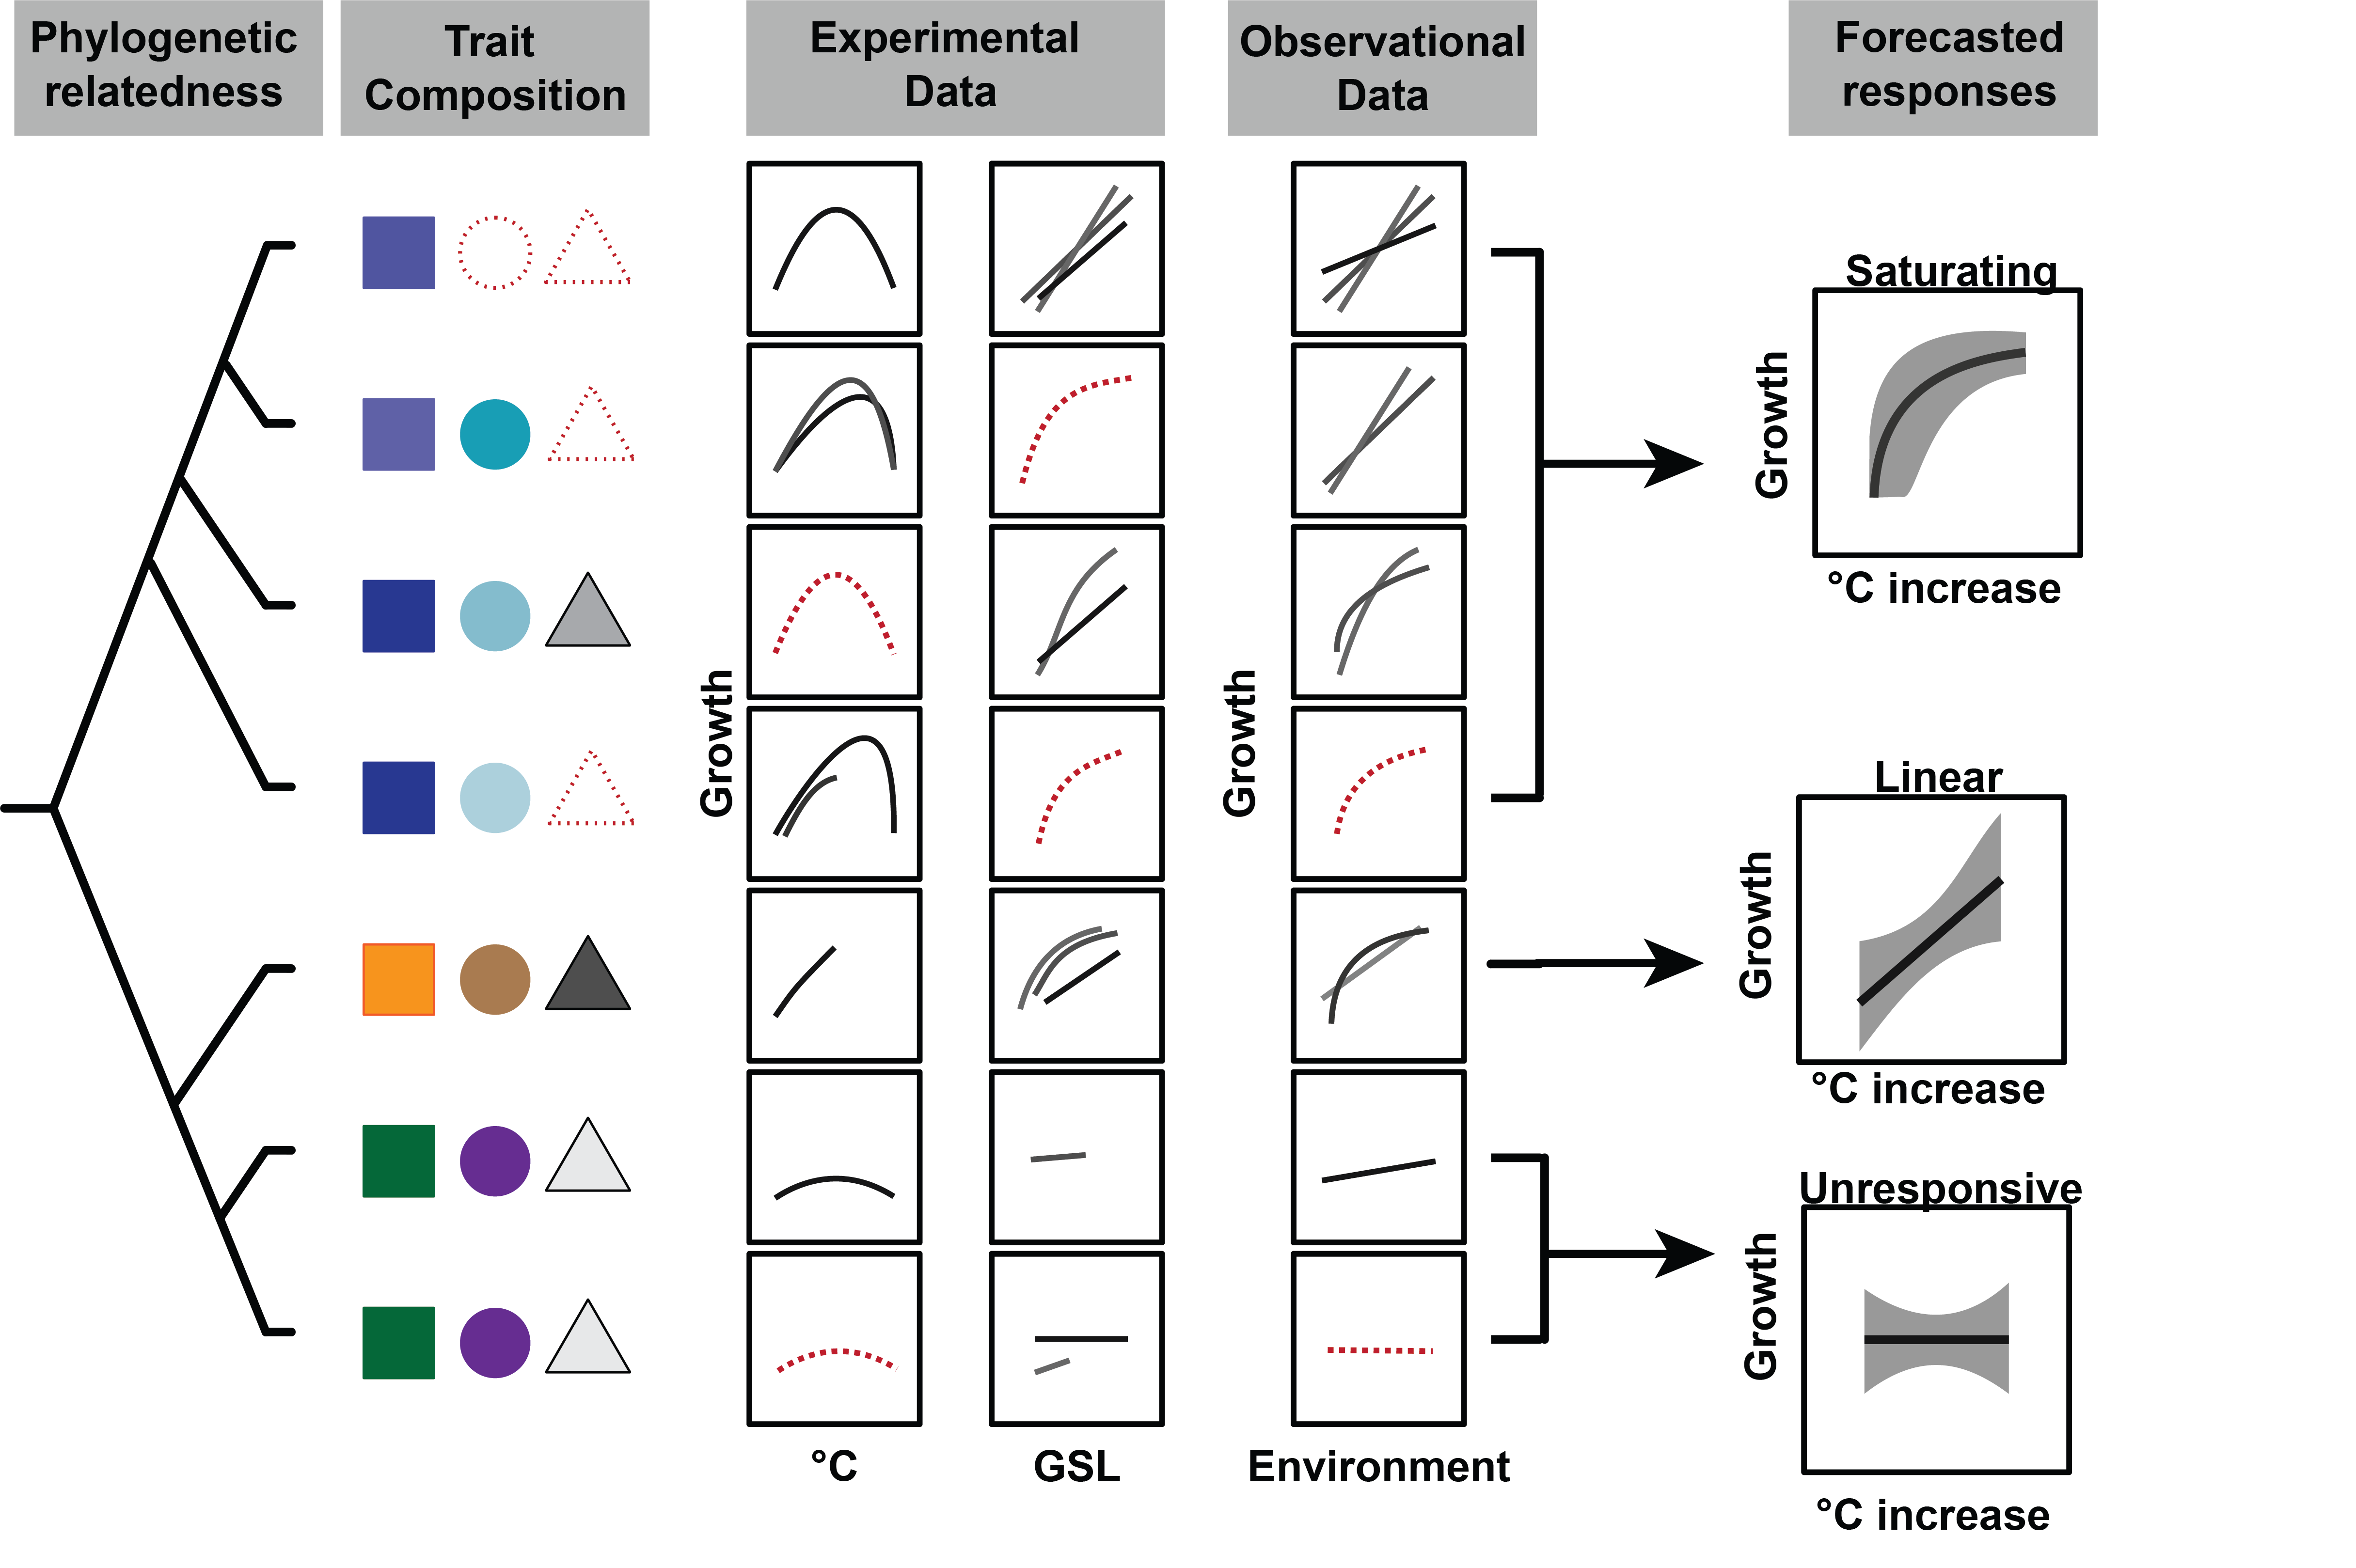 Phylogenetic
relatedness
Trait
Composition
Experimental
Data
Observational
Data
Forecasted
responses
Growth
Growth
Saturating
Growth
°C increase
Linear
Growth
°C increase
Unresponsive
Growth
°C increase
°C
GSL
Environment